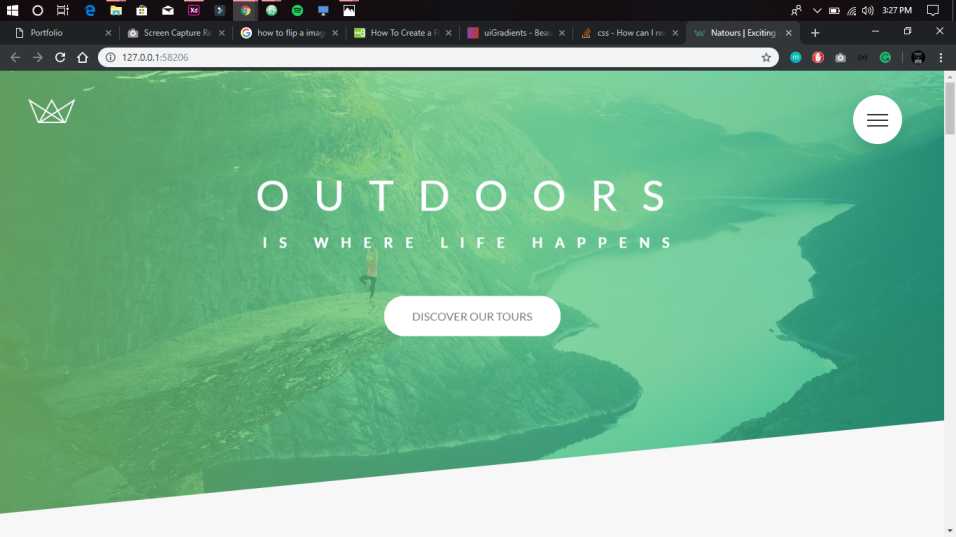 3:27 PM
Portfolio
Screen Capture Re
how to flip a imag
How To Create a F
uiGradients - Beau
css - How can I re
Natours | Exciting
127.0.0.1:58206
OUTDOORS
IS WHERE LIFE HAPPENS
DISCOVER OUR TOURS